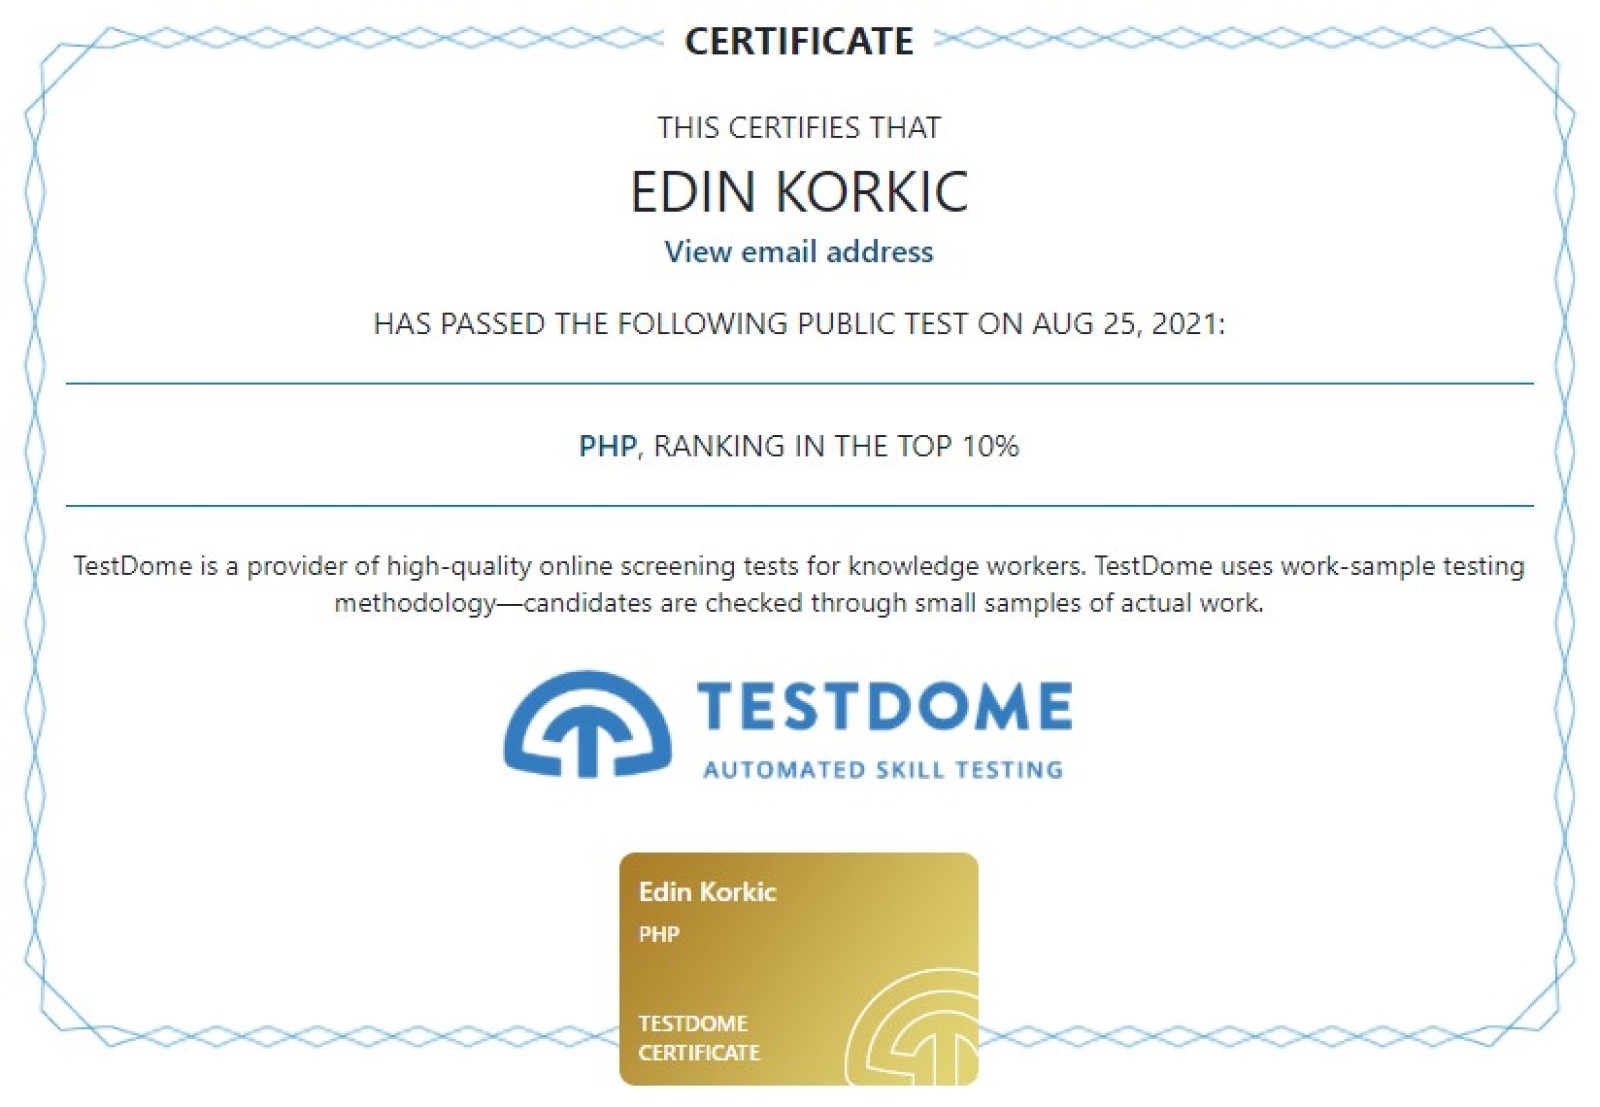 CERTIFICATE
THIS CERTIFIES THAT
EDIN KORKIC
View email address
HAS PASSED THE FOLLOWING PUBLIC TEST ON AUG 25, 2021:
PHP, RANKING IN THE TOP 10%
TestDome is a provider of high-quality online screening tests for knowledge workers. TestDome uses work-sample testing
methodology—candidates are checked through small samples of actual work.
TESTDOME
AUTOMATED SKILL TESTING
Edin Korkic
PHP
TESTDOME
CERTIFICATE